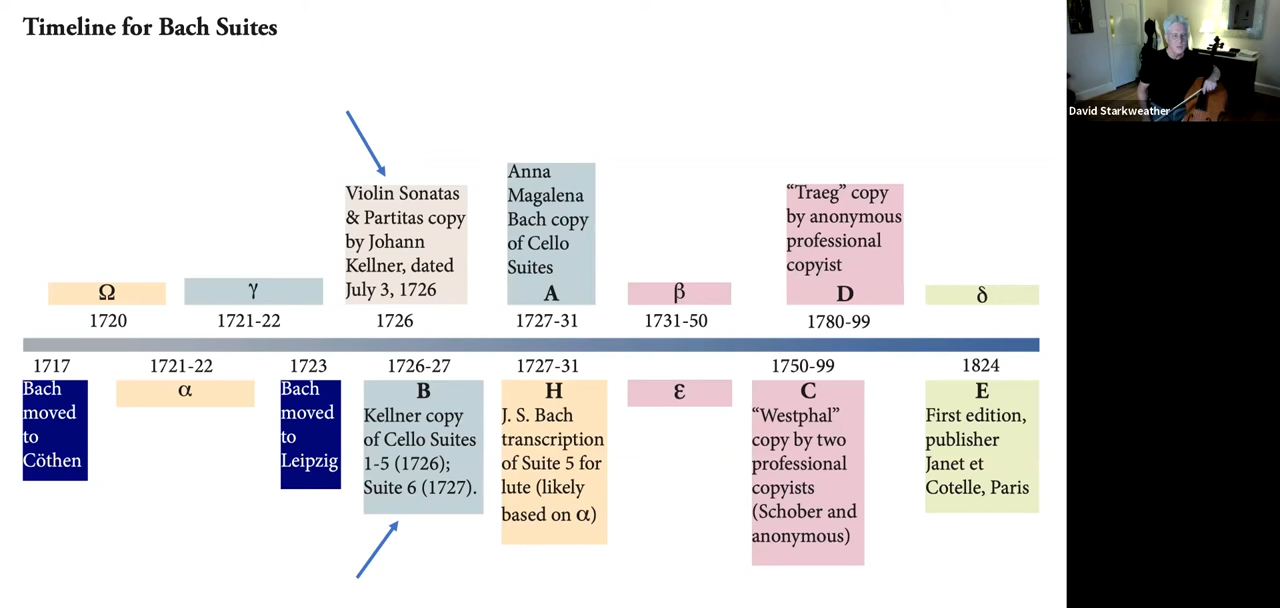 Timeline for Bach Suites
David Starkweather
Violin Sonatas
& Partitas copy
by Johann
Kellner, dated
July 3, 1726
Anna
Magalena
Bach copy
of Cello
Suites
A
“Traeg” copy
by anonymous
professional
copyist
D
Ω
γ
β
δ
1720
1721-22
1726
1727-31
1731-50
1780-99
1717
1721-22
1723
1726-27
1727-31
1750-99
1824
Bach
moved
to
Cöthen
α
Bach
moved
to
Leipzig
B
Kellner copy
of Cello Suites
1-5 (1726);
Suite 6 (1727).
H
J. S. Bach
transcription
of Suite 5 for
lute (likely
based on α)
ε
C
“Westphal”
copy by two
professional
copyists
(Schober and
anonymous)
E
First edition,
publisher
Janet et
Cotelle, Paris